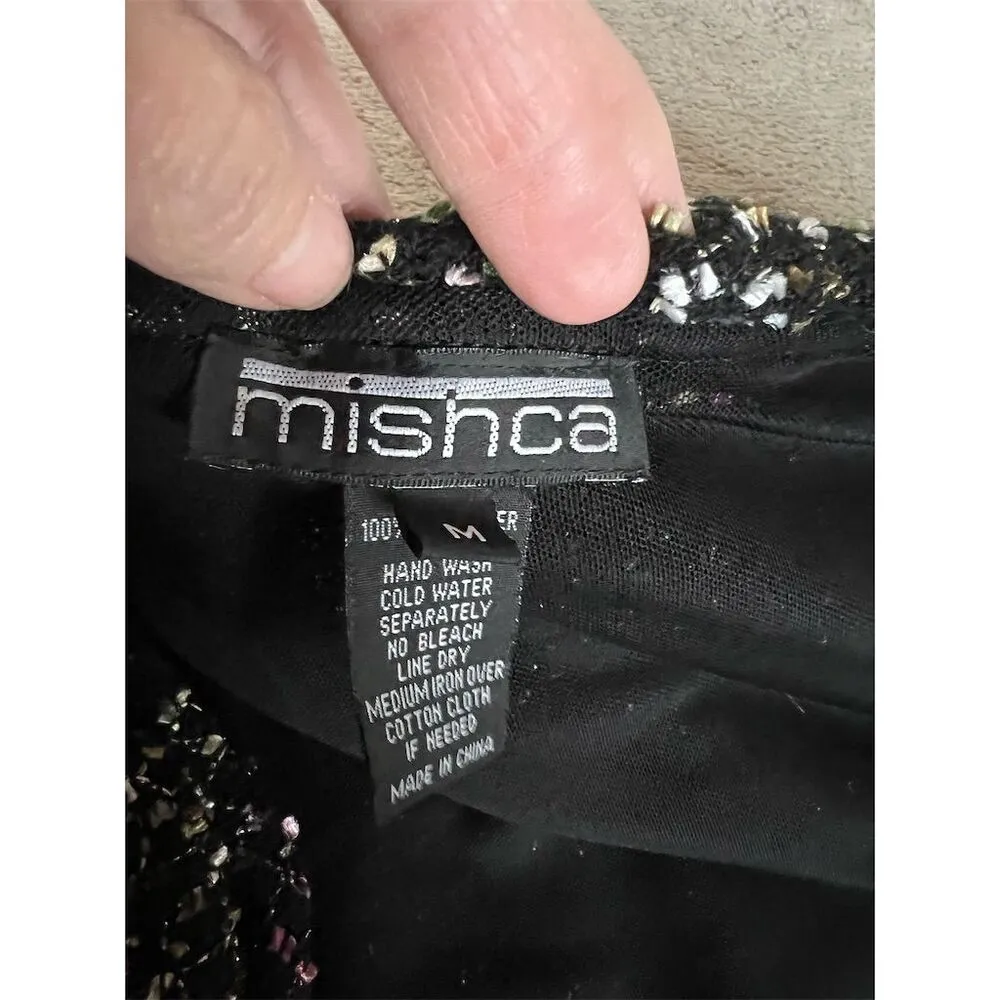 mishca
100%
M
ER
HAND WASH
COLD WATER
SEPARATELY
NO BLEACH
LINE DRY
MEDIUM IRON OVER
COTTON CLOTH
IF NEEDED
MADE IN CHINA